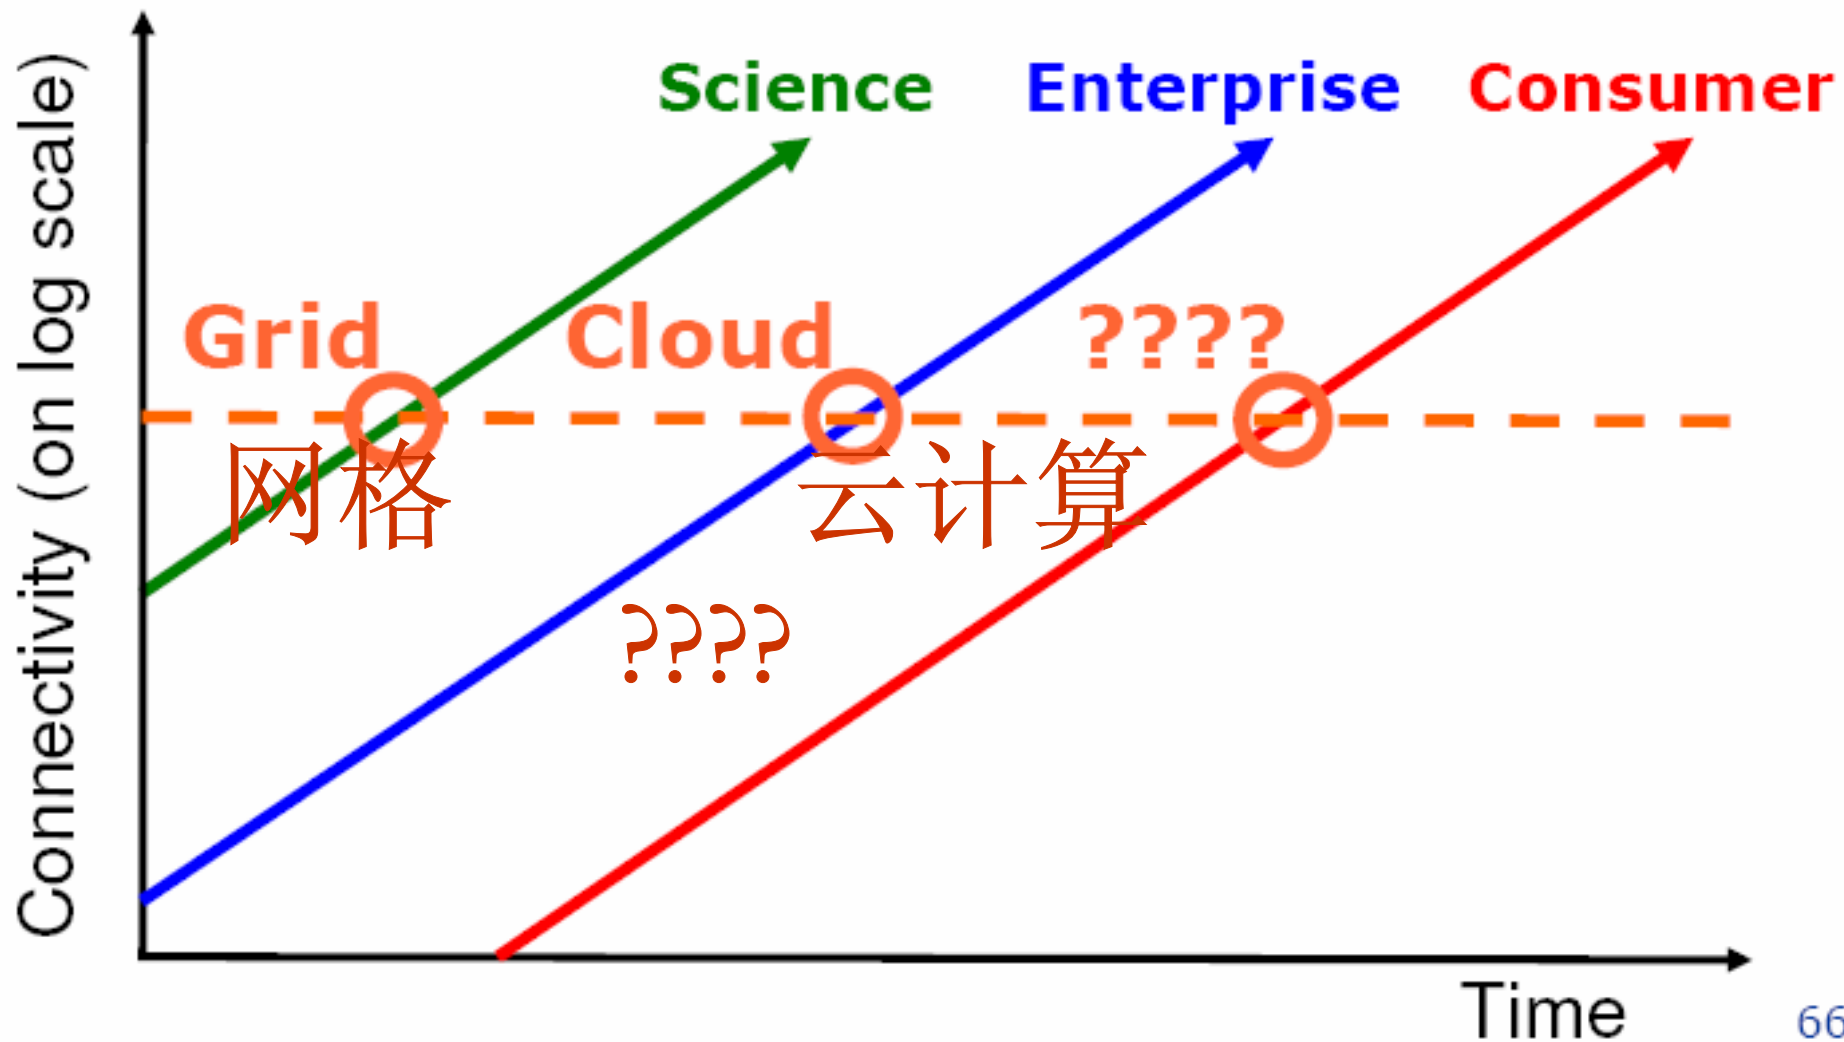 Connectivity (on log scale)
Science
Enterprise
Consumer
Grid
Cloud
????
网格
云计算
????
Time
66